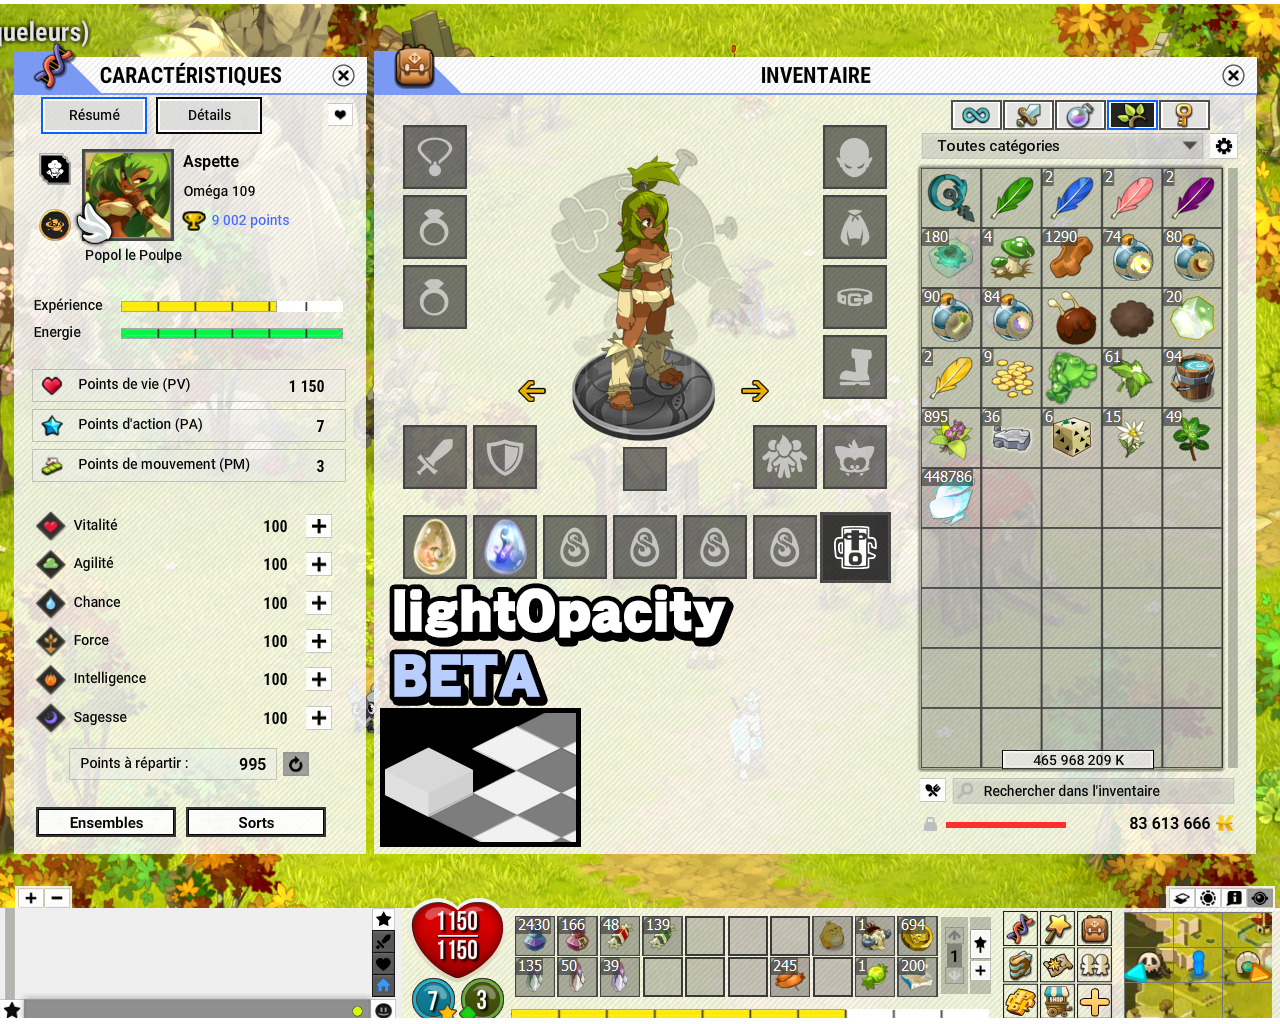 queleurs)
CARACTÉRISTIQUES
Résumé
Détails
Aspette
Oméga 109
9 002 points
Popol le Poulpe
Expérience
Energie
Points de vie (PV) 1 150
Points d'action (PA) 7
Points de mouvement (PM) 3
Vitalité 100
Agilité 100
Chance 100
Force 100
Intelligence 100
Sagesse 100
Points à répartir : 995
Ensembles
Sorts
INVENTAIRE
lightOpacity
BETA
Toutes catégories
2 2 2
180 4 1290 74 80
90 84 20
2 9 61 94
895 36 6 15 49
448786
465 968 209 K
Rechercher dans l'inventaire
83 613 666
1150
1150
7
3
2430 166 48 139 1 694
135 50 39 245 1 200
1
SHOP